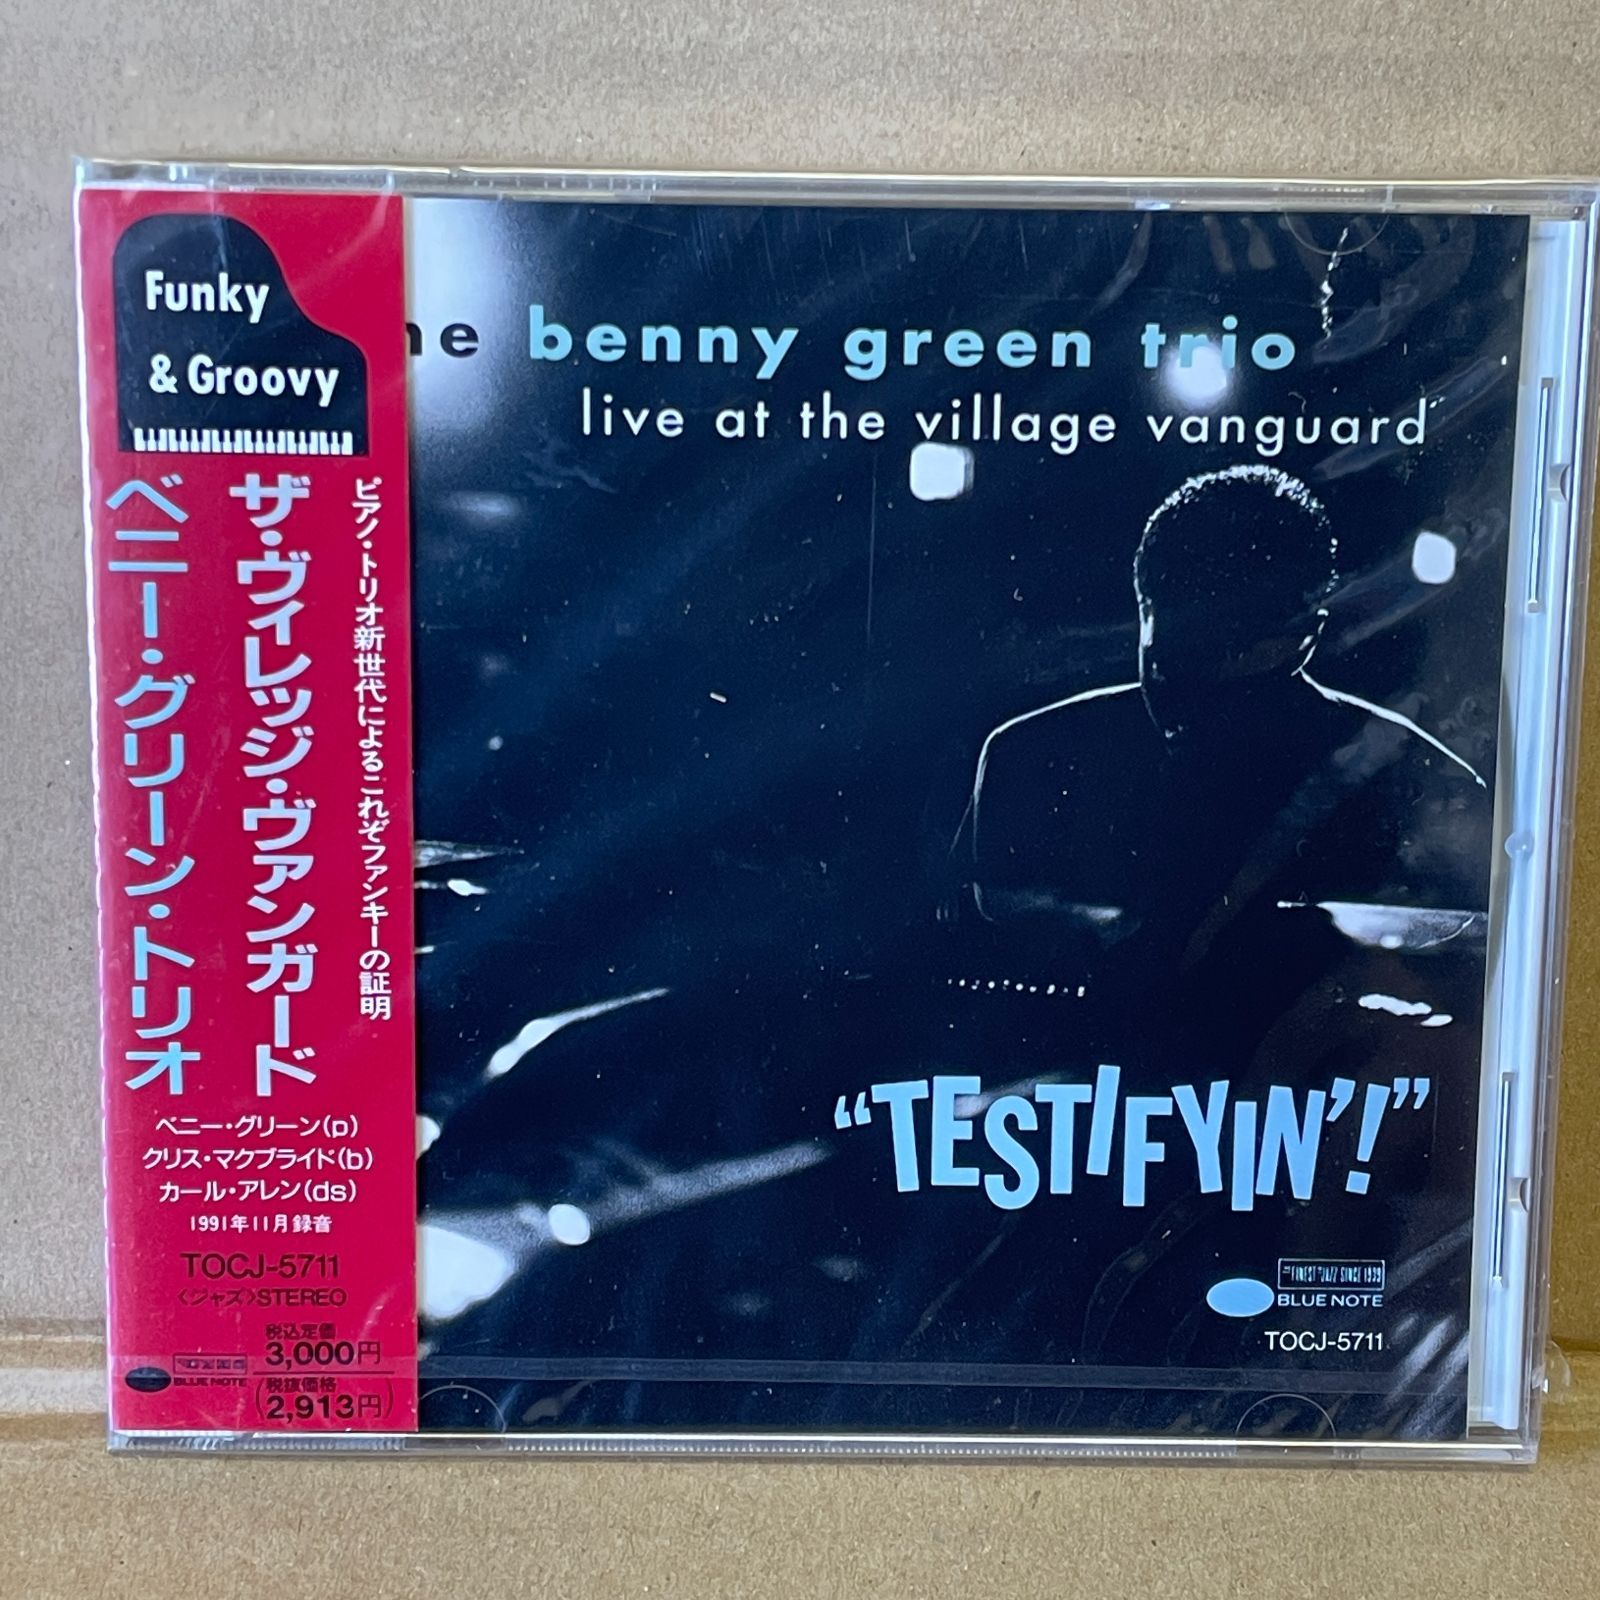 Funky
& Groovy
ピアノ・トリオ新世代によるこれぞファンキーの証明
ザ・ヴィレッジ・ヴァンガード
ベニー・グリーン・トリオ
ベニー・グリーン(p)
クリス・マクブライド(b)
カール・アレン(ds)
1991年11月録音
TOCJ-5711
〈ジャズ〉STEREO
税込定価
3,000円
税抜価格
(2,913円)
BLUE NOTE
he benny green trio
live at the village vanguard
“TESTIFYIN’!”
THE FINEST IN JAZZ SINCE 1939
BLUE NOTE
TOCJ-5711